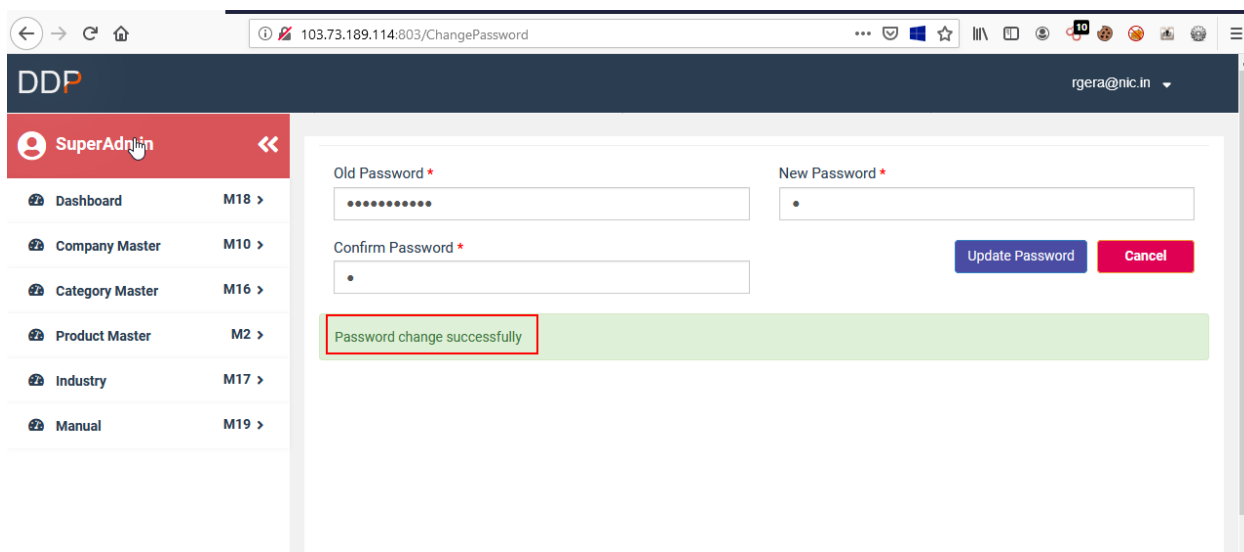 103.73.189.114:803/ChangePassword
10
DDP
rgera@nic.in
SuperAdmin
Dashboard M18 >
Company Master M10 >
Category Master M16 >
Product Master M2 >
Industry M17 >
Manual M19 >
Old Password *
New Password *
Confirm Password *
Update Password
Cancel
Password change successfully